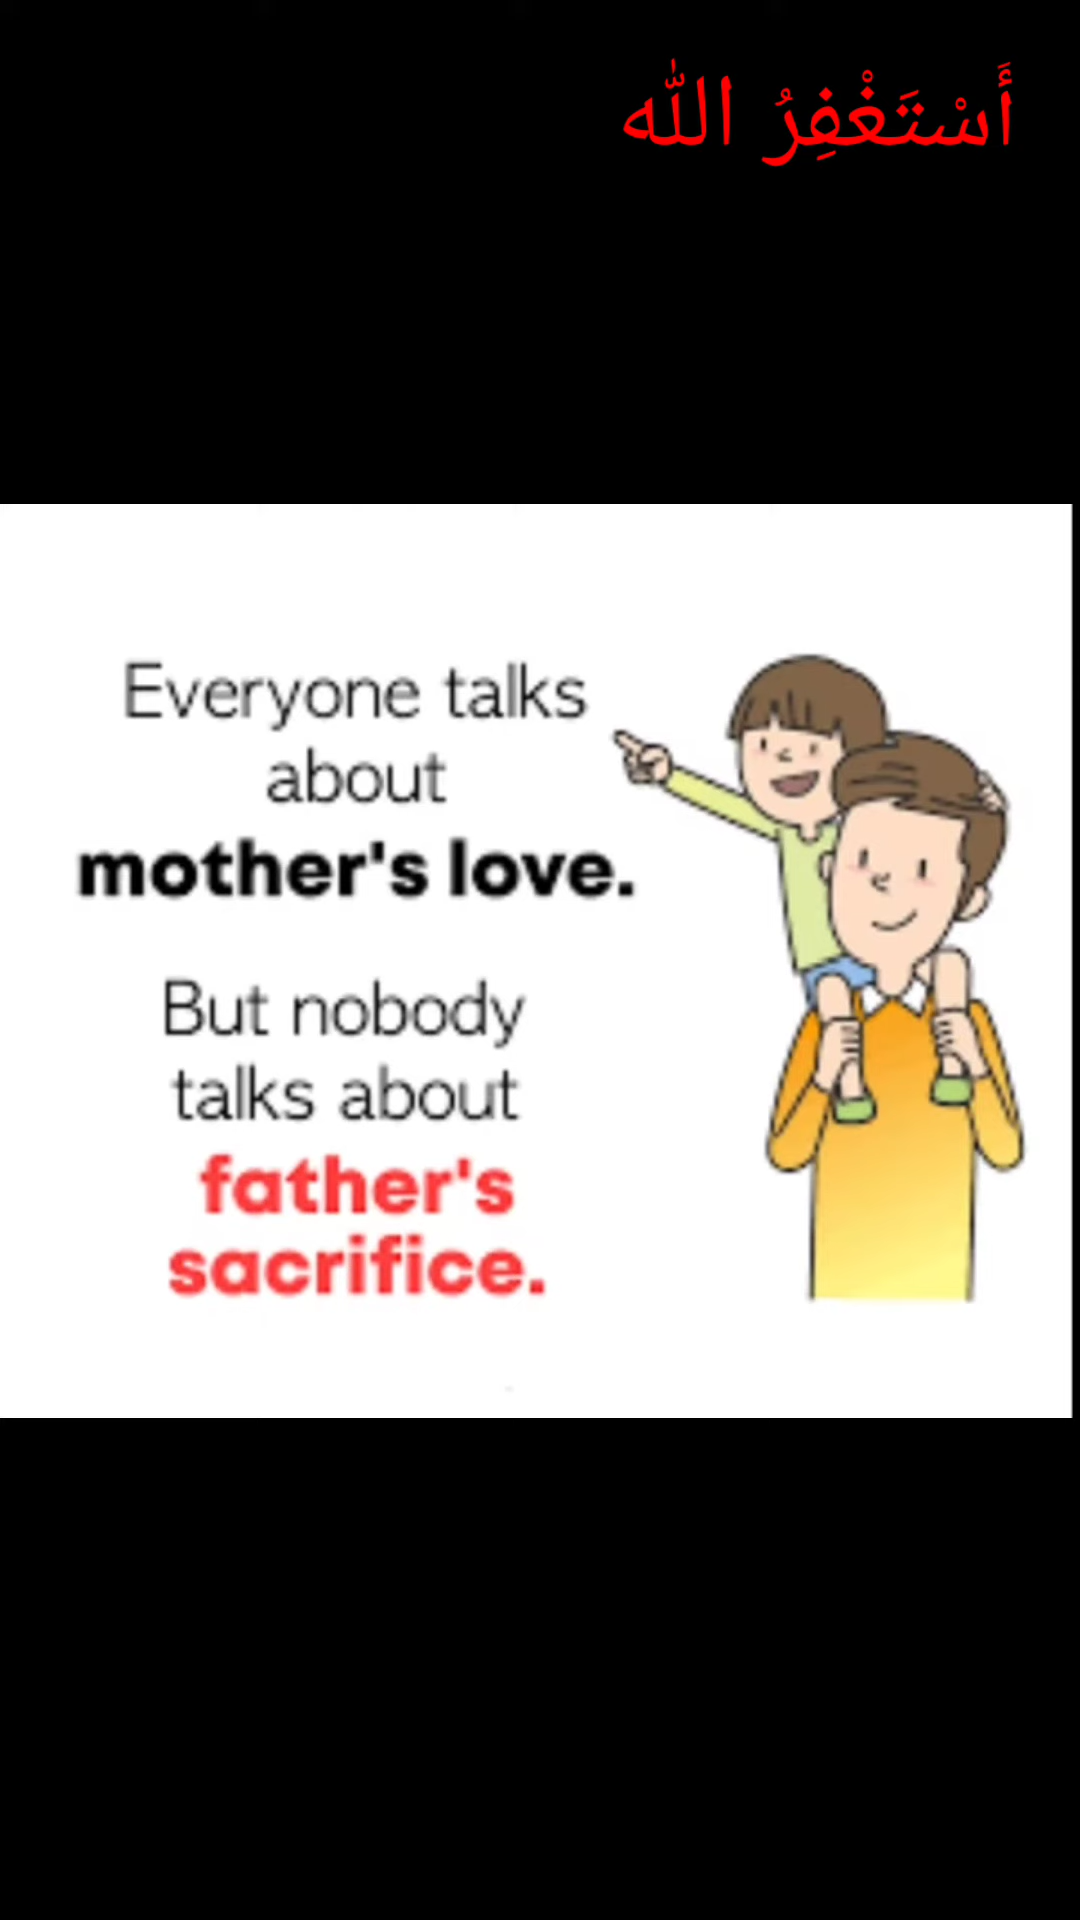 أَسْتَغْفِرُ اللّٰه
Everyone talks
about
mother's love.
But nobody
talks about
father's
sacrifice.